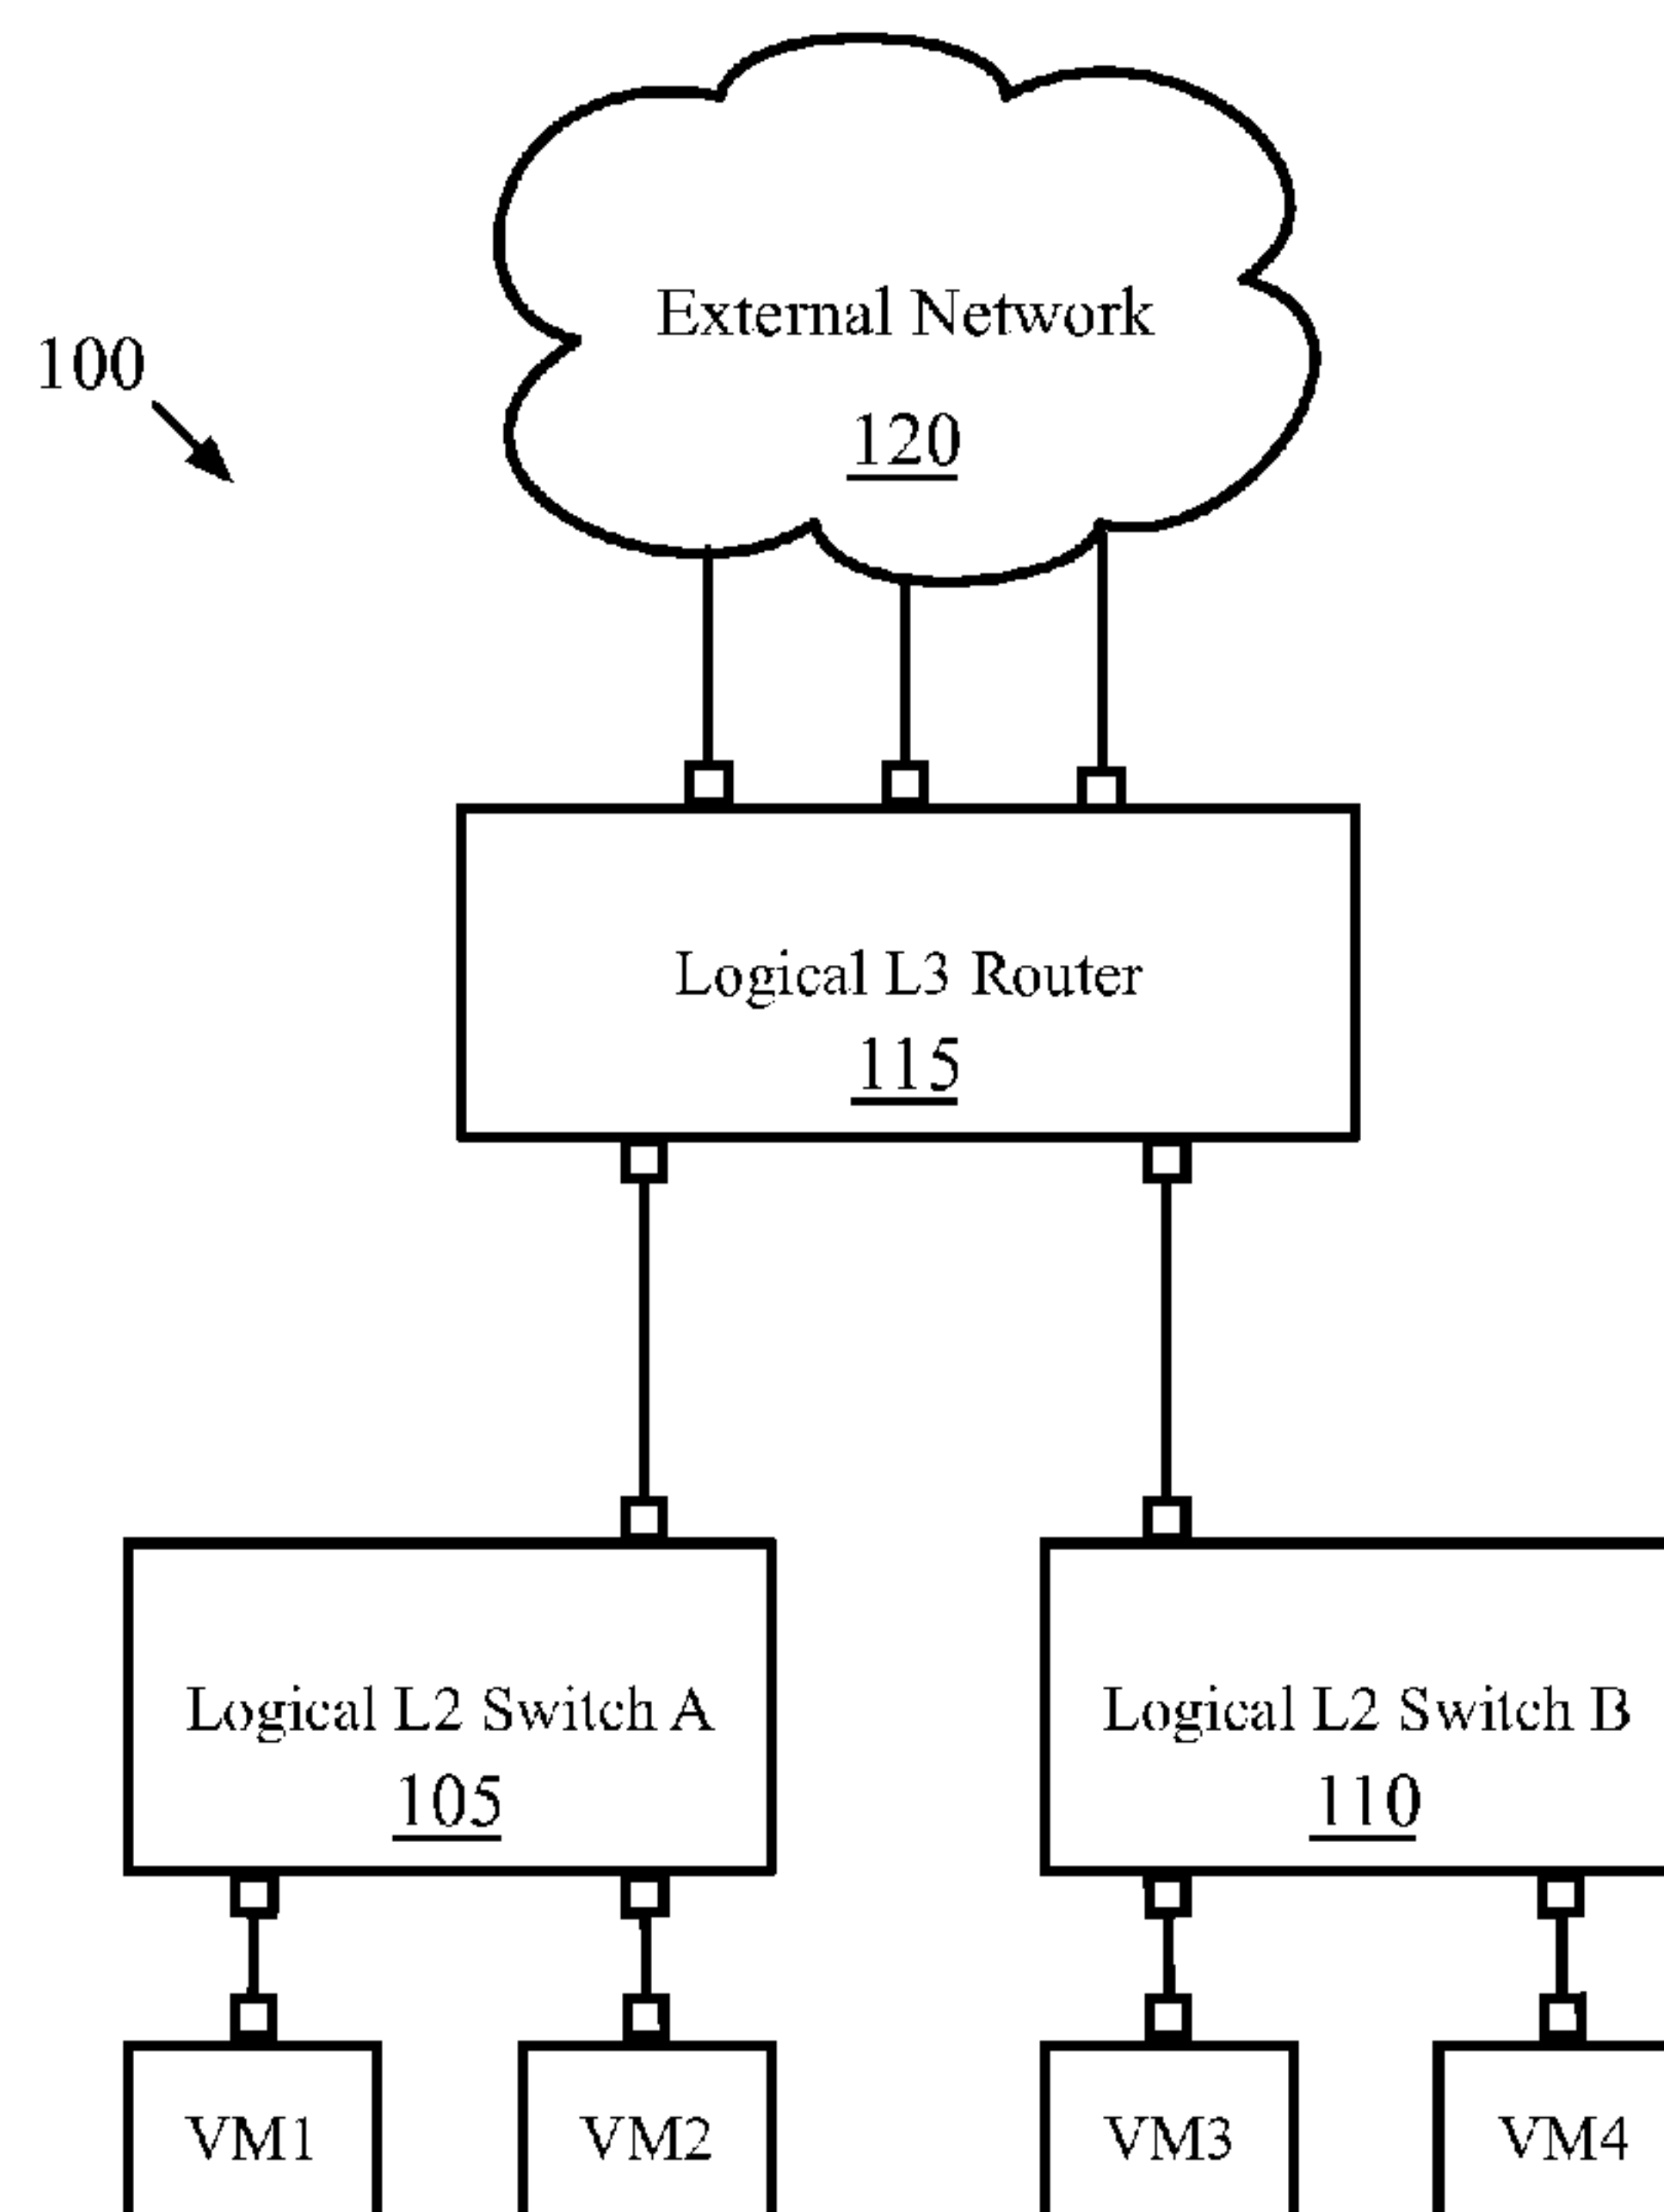 External Network
100
120
Logical L3 Router
115
Logical L2 Switch A
105
Logical L2 Switch B
110
VM1
VM2
VM3
VM4